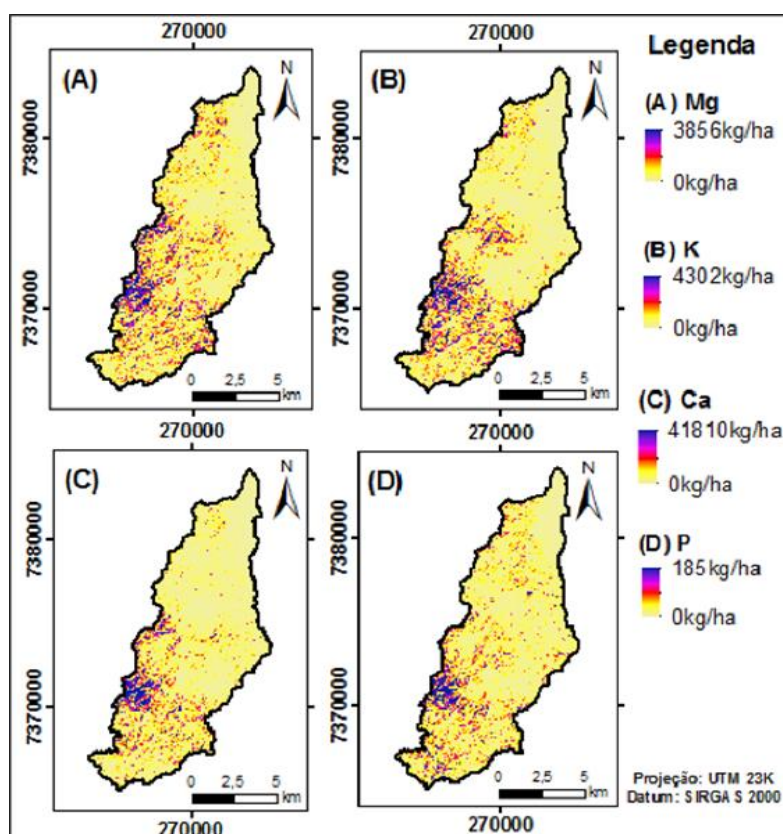 270000
270000
Legenda
(A)
N
(B)
N
(A) Mg
3856kg/ha
0kg/ha
7380000
7380000
(B) K
4302kg/ha
0kg/ha
7370000
7370000
0 2,5 5
km
0 2,5 5
km
270000
270000
(C) Ca
41810kg/ha
0kg/ha
(C)
N
(D)
N
(D) P
185kg/ha
0kg/ha
7380000
7380000
7370000
7370000
0 2,5 5
km
0 2,5 5
km
Projeção: UTM 23K
Datum: SIRGAS 2000
270000
270000